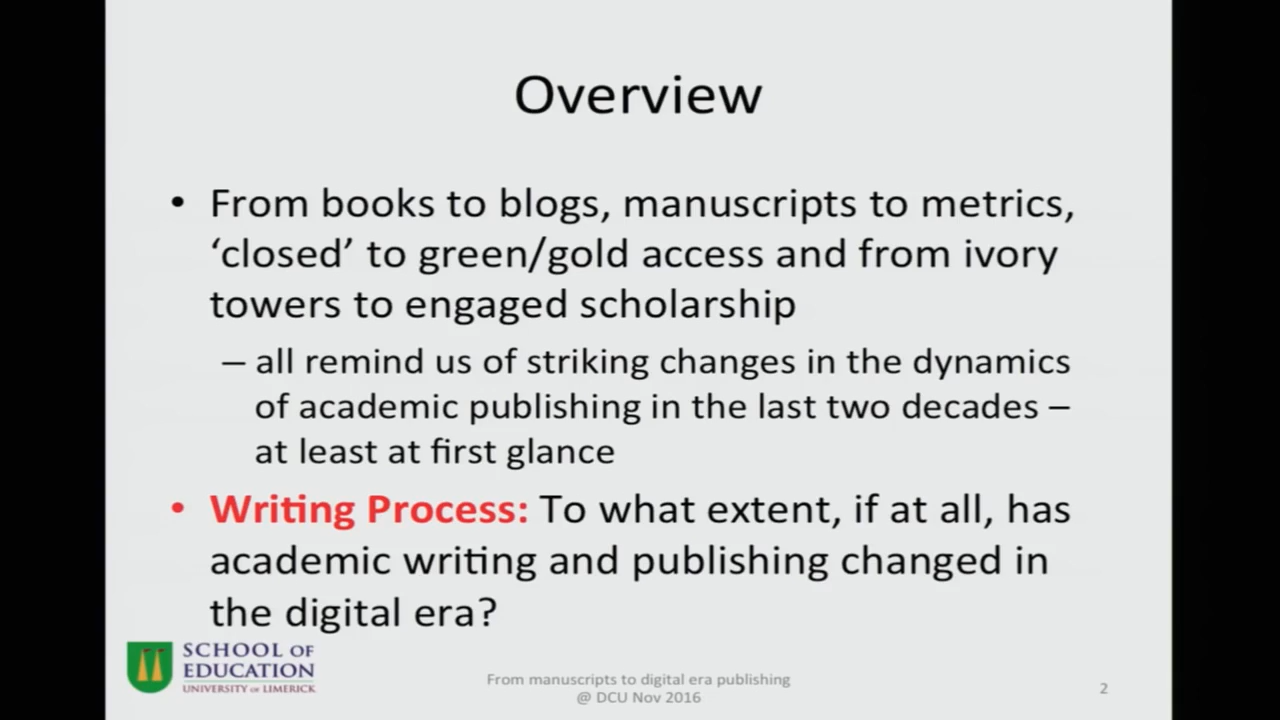 Overview
• From books to blogs, manuscripts to metrics,
‘closed’ to green/gold access and from ivory
towers to engaged scholarship
– all remind us of striking changes in the dynamics
of academic publishing in the last two decades –
at least at first glance
• Writing Process: To what extent, if at all, has
academic writing and publishing changed in
the digital era?
SCHOOL OF
EDUCATION
UNIVERSITY OF LIMERICK
From manuscripts to digital era publishing
@ DCU Nov 2016
2